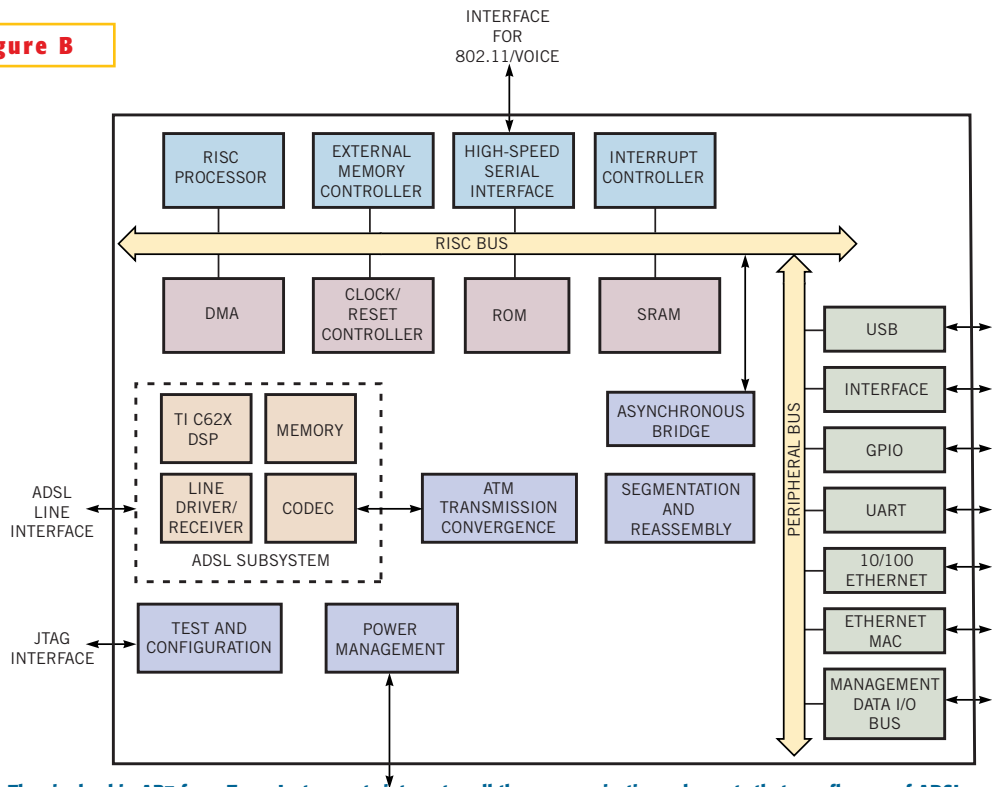 gure B
INTERFACE
FOR
802.11/VOICE
RISC
PROCESSOR
EXTERNAL
MEMORY
CONTROLLER
HIGH-SPEED
SERIAL
INTERFACE
INTERRUPT
CONTROLLER
RISC BUS
DMA
CLOCK/
RESET
CONTROLLER
ROM
SRAM
USB
INTERFACE
GPIO
UART
10/100
ETHERNET
ETHERNET
MAC
MANAGEMENT
DATA I/O
BUS
PERIPHERAL BUS
ASYNCHRONOUS
BRIDGE
TI C62X
DSP
MEMORY
LINE
DRIVER/
RECEIVER
CODEC
ADSL SUBSYSTEM
ADSL
LINE
INTERFACE
ATM
TRANSMISSION
CONVERGENCE
SEGMENTATION
AND
REASSEMBLY
JTAG
INTERFACE
TEST AND
CONFIGURATION
POWER
MANAGEMENT